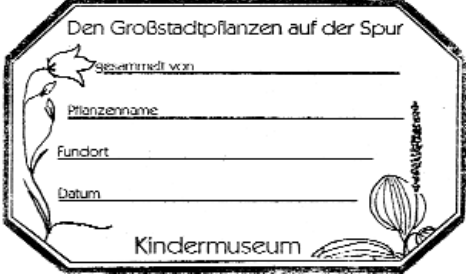 Den Großstadtpflanzen auf der Spur
gesammelt von
Pflanzenname
Fundort
Datum
Kindermuseum